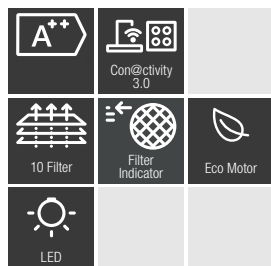 A++
Con@ctivity
3.0
10 Filter
Filter
Indicator
Eco Motor
LED